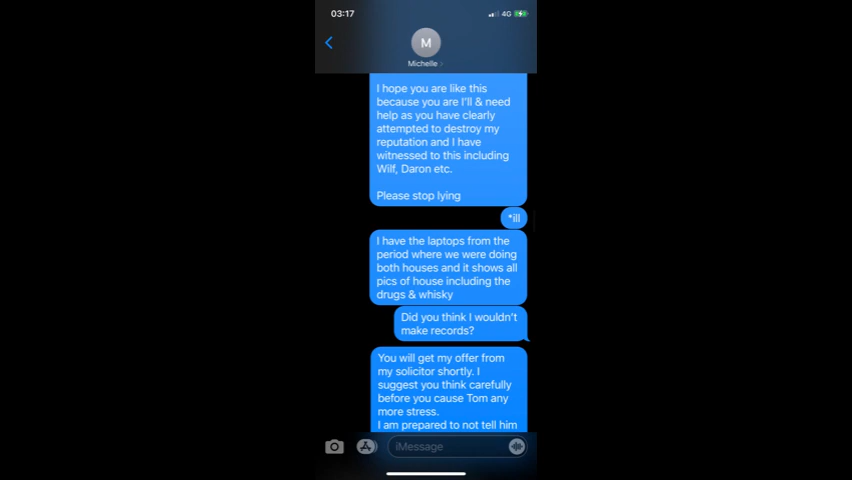 03:17
4G
M
Michelle
I hope you are like this
because you are I'll & need
help as you have clearly
attempted to destroy my
reputation and I have
witnessed to this including
Wilf, Daron etc.
Please stop lying
*ill
I have the laptops from the
period where we were doing
both houses and it shows all
pics of house including the
drugs & whisky
Did you think I wouldn't
make records?
You will get my offer from
my solicitor shortly. I
suggest you think carefully
before you cause Tom any
more stress.
I am prepared to not tell him
iMessage